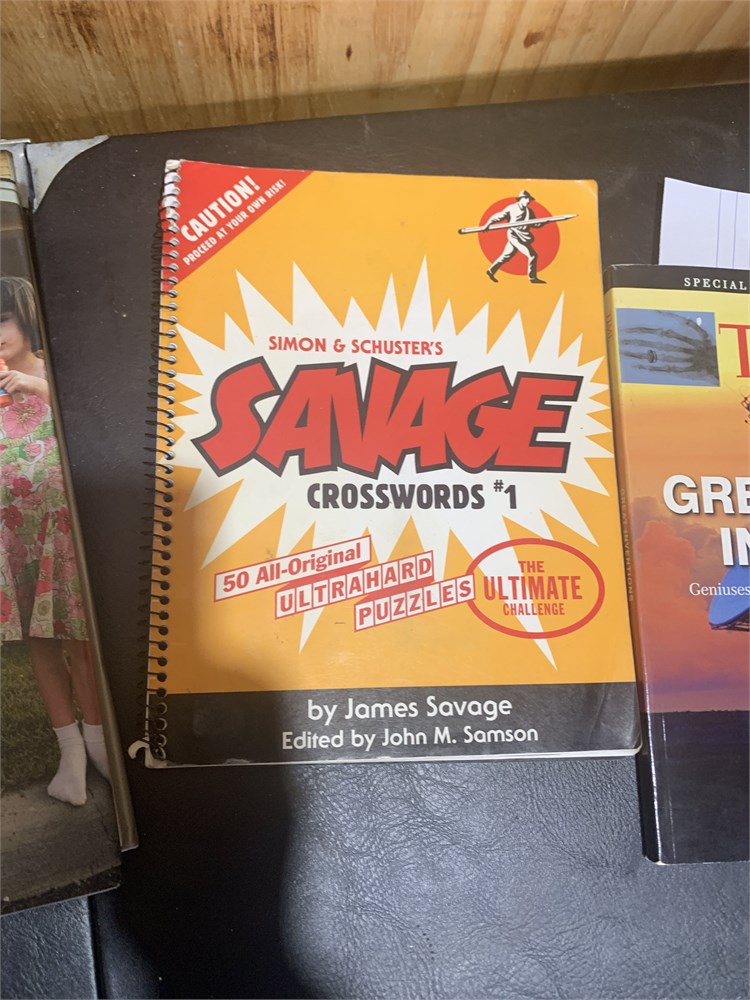 CAUTION!
PROCEED AT YOUR OWN RISK!
SIMON & SCHUSTER'S
SAVAGE
CROSSWORDS #1
50 All-Original
ULTRAHARD
PUZZLES
THE
ULTIMATE
CHALLENGE
by James Savage
Edited by John M. Samson
SPECIAL
T
GRE
IN
Geniuses